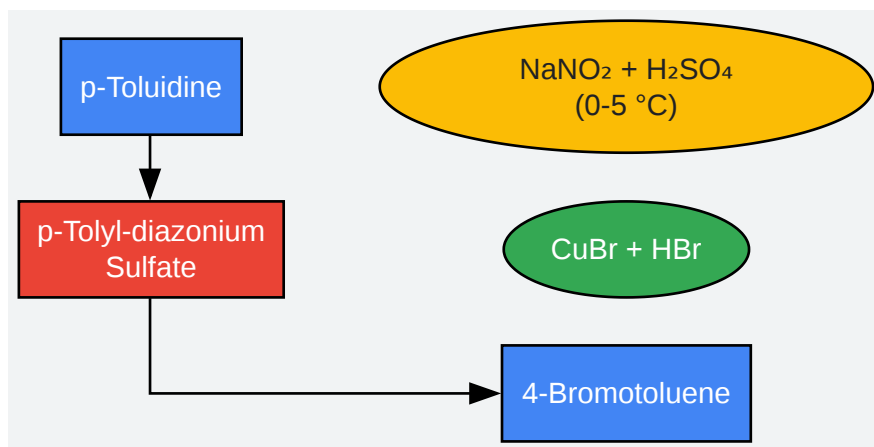 p-Toluidine
NaNO₂ + H₂SO₄
(0-5 °C)
p-Tolyl-diazonium
Sulfate
CuBr + HBr
4-Bromotoluene